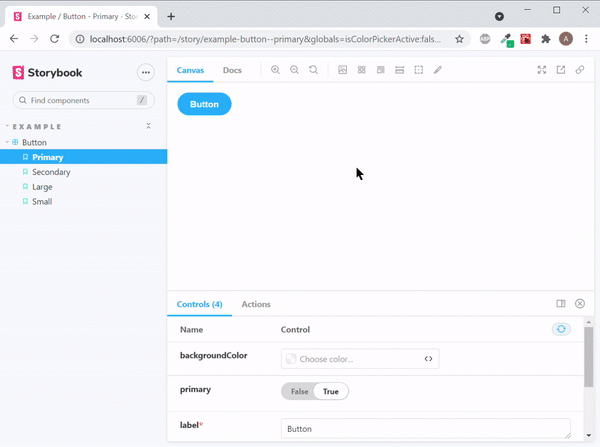 Example / Button - Primary - Stor
localhost:6006/?path=/story/example-button--primary&globals=isColorPickerActive:fals...
A
S Storybook
Canvas
Docs
Find components
/
EXAMPLE
Button
Primary
Secondary
Large
Small
Button
Controls (4)
Actions
Name
Control
backgroundColor
Choose color...
primary
False
True
label*
Button